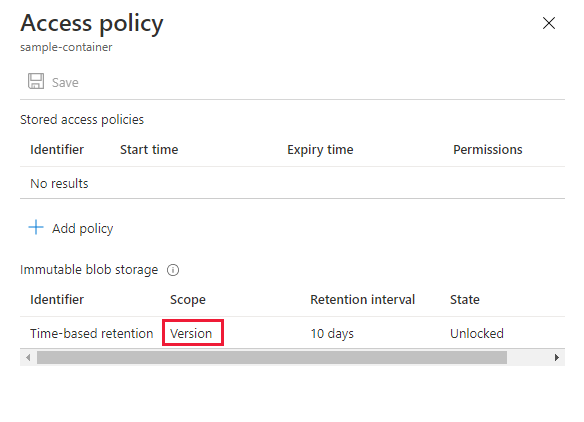 Access policy
sample-container
Save
Stored access policies
Identifier Start time Expiry time Permissions
No results
Add policy
Immutable blob storage
Identifier Scope Retention interval State
Time-based retention Version 10 days Unlocked